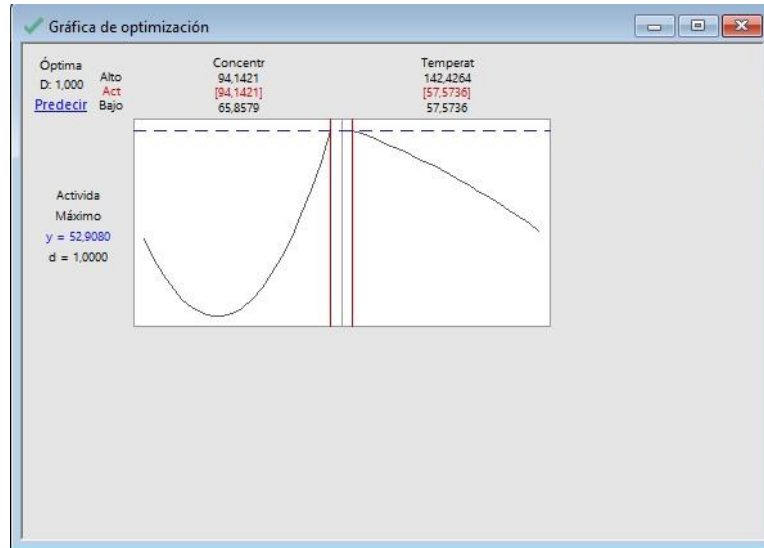 Gráfica de optimización
Óptima
D: 1,000
Predecir
Alto
Act
Bajo
Concentr
94,1421
[94,1421]
65,8579
Temperat
142,4264
[57,5736]
57,5736
Activida
Máximo
y = 52,9080
d = 1,0000